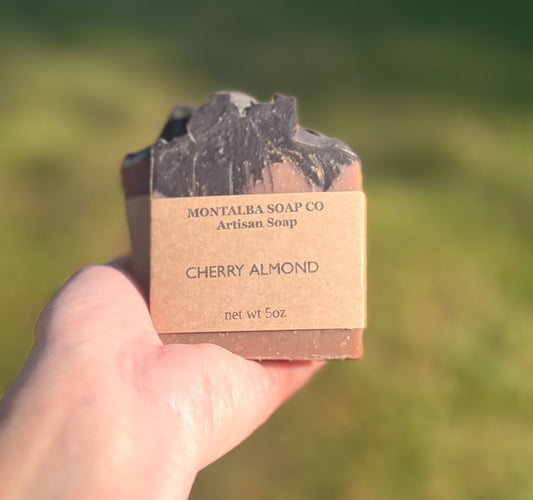 MONTALBA SOAP CO
Artisan Soap
CHERRY ALMOND
net wt 5oz